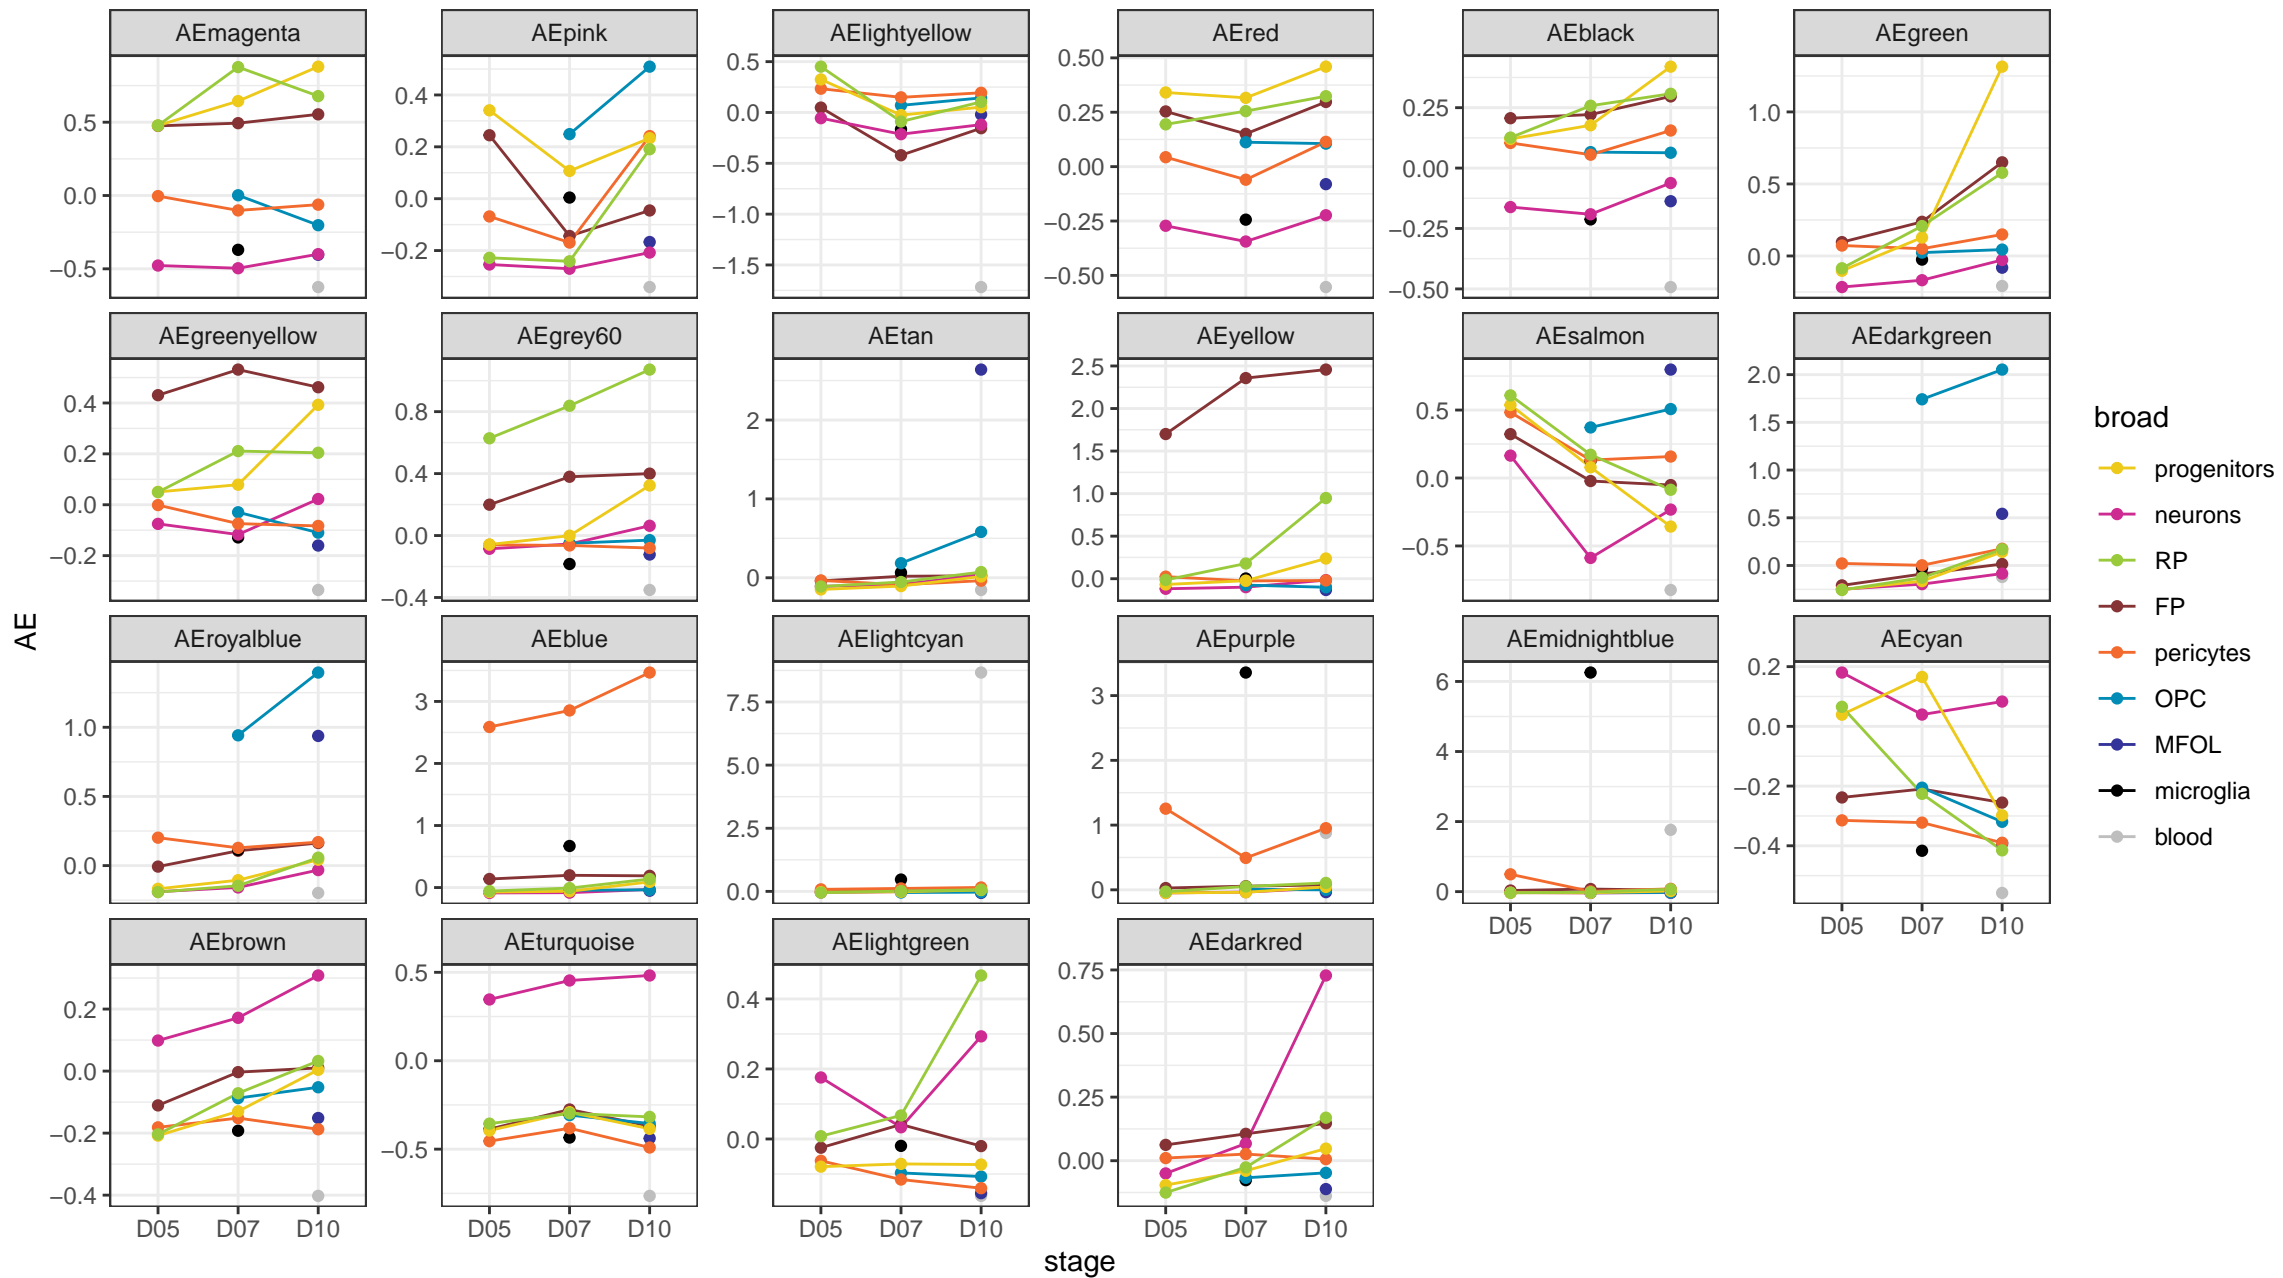 AEmagenta AEpink AElightyellow AEred AEblack AEgreen
0.5 0.0 −0.5
0.4 0.2 0.0 −0.2
0.5 0.0 −0.5 −1.0 −1.5
0.50 0.25 0.00 −0.25 −0.50
0.25 0.00 −0.25 −0.50
1.0 0.5 0.0
AEgreenyellow AEgrey60 AEtan AEyellow AEsalmon AEdarkgreen
0.4 0.2 0.0 −0.2
0.8 0.4 0.0 −0.4
2 1 0
2.5 2.0 1.5 1.0 0.5 0.0
0.5 0.0 −0.5
2.0 1.5 1.0 0.5 0.0
AEroyalblue AEblue AElightcyan AEpurple AEmidnightblue AEcyan
1.0 0.5 0.0
3 2 1 0
7.5 5.0 2.5 0.0
3 2 1 0
6 4 2 0
0.2 0.0 −0.2 −0.4
D05 D07 D10 D05 D07 D10
AEbrown AEturquoise AElightgreen AEdarkred
0.2 0.0 −0.2 −0.4
0.5 0.0 −0.5
0.4 0.2 0.0
0.75 0.50 0.25 0.00
D05 D07 D10 D05 D07 D10 D05 D07 D10 D05 D07 D10
stage
AE
broad
progenitors
neurons
RP
FP
pericytes
OPC
MFOL
microglia
blood